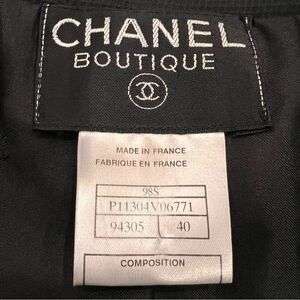 CHANEL
BOUTIQUE
MADE IN FRANCE
FABRIQUE EN FRANCE
98S
P11304V06771
94305 40
COMPOSITION